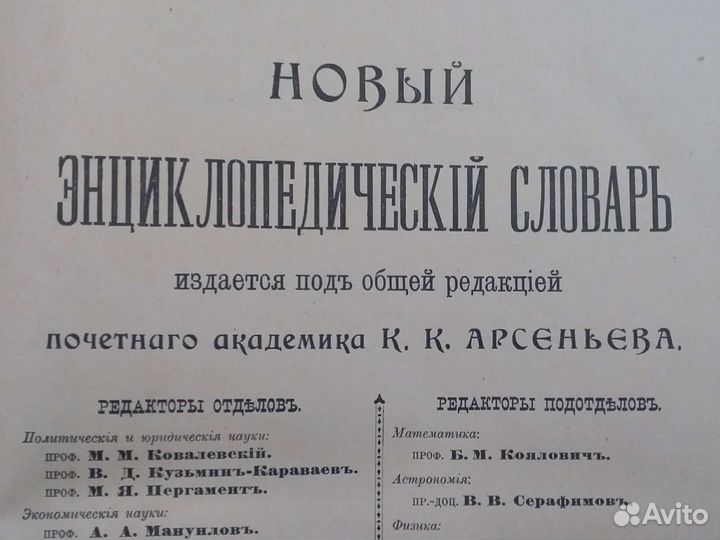 НОВЫЙ
ЭНЦИКЛОПЕДИЧЕСКІЙ СЛОВАРЬ
издается подъ общей редакціей
почетнаго академика К. К. АРСЕНЬЕВА.
РЕДАКТОРЫ ОТДѢЛОВЪ.
Политическія и юридическія науки:
ПРОФ. М. М. Ковалевскій.
ПРОФ. В. Д. Кузьминъ-Караваевъ.
ПРОФ. М. Я. Пергаментъ.
Экономическія науки:
ПРОФ. А. А. Мануиловъ.
РЕДАКТОРЫ ПОДОТДѢЛОВЪ.
Математика:
ПРОФ. Б. М. Кояловичъ.
Астрономія:
ПР.-ДОЦ. В. В. Серафимовъ.
Физика:
Avito